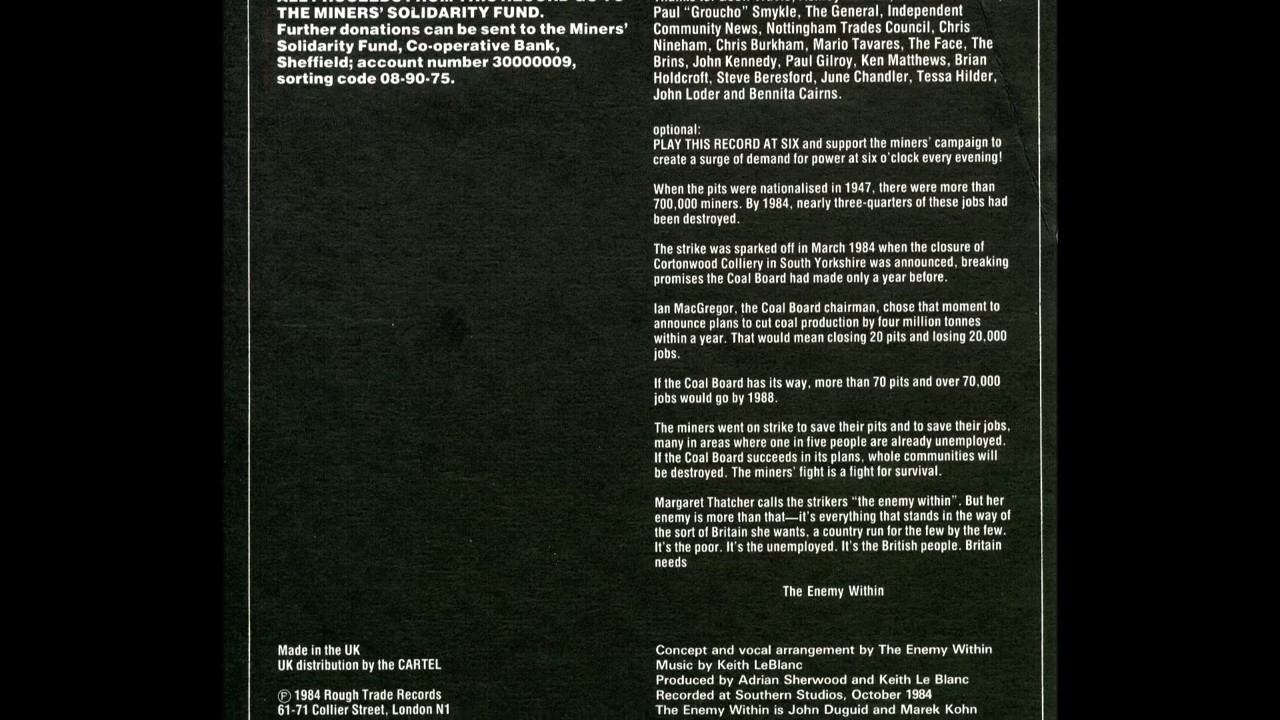 THE MINERS' SOLIDARITY FUND.
Further donations can be sent to the Miners'
Solidarity Fund, Co-operative Bank,
Sheffield; account number 30000009,
sorting code 08-90-75.
Paul "Groucho" Smykle, The General, Independent
Community News, Nottingham Trades Council, Chris
Nineham, Chris Burkham, Mario Tavares, The Face, The
Brins, John Kennedy, Paul Gilroy, Ken Matthews, Brian
Holdcroft, Steve Beresford, June Chandler, Tessa Hilder,
John Loder and Bennita Cairns.
optional:
PLAY THIS RECORD AT SIX and support the miners' campaign to
create a surge of demand for power at six o'clock every evening!
When the pits were nationalised in 1947, there were more than
700,000 miners. By 1984, nearly three-quarters of these jobs had
been destroyed.
The strike was sparked off in March 1984 when the closure of
Cortonwood Colliery in South Yorkshire was announced, breaking
promises the Coal Board had made only a year before.
Ian MacGregor, the Coal Board chairman, chose that moment to
announce plans to cut coal production by four million tonnes
within a year. That would mean closing 20 pits and losing 20,000
jobs.
If the Coal Board has its way, more than 70 pits and over 70,000
jobs would go by 1988.
The miners went on strike to save their pits and to save their jobs,
many in areas where one in five people are already unemployed.
If the Coal Board succeeds in its plans, whole communities will
be destroyed. The miners' fight is a fight for survival.
Margaret Thatcher calls the strikers "the enemy within". But her
enemy is more than that—it's everything that stands in the way of
the sort of Britain she wants, a country run for the few by the few.
It's the poor. It's the unemployed. It's the British people. Britain
needs
The Enemy Within
Made in the UK
UK distribution by the CARTEL
Ⓟ 1984 Rough Trade Records
61-71 Collier Street, London N1
Concept and vocal arrangement by The Enemy Within
Music by Keith LeBlanc
Produced by Adrian Sherwood and Keith Le Blanc
Recorded at Southern Studios, October 1984
The Enemy Within is John Duguid and Marek Kohn